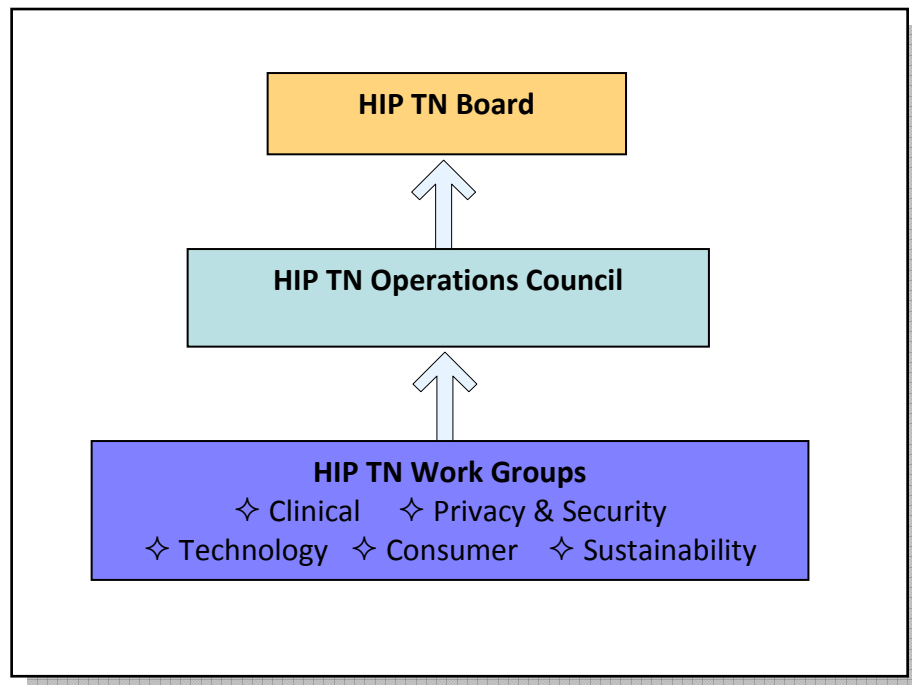 HIP TN Board
HIP TN Operations Council
HIP TN Work Groups
✧ Clinical ✧ Privacy & Security
✧ Technology ✧ Consumer ✧ Sustainability